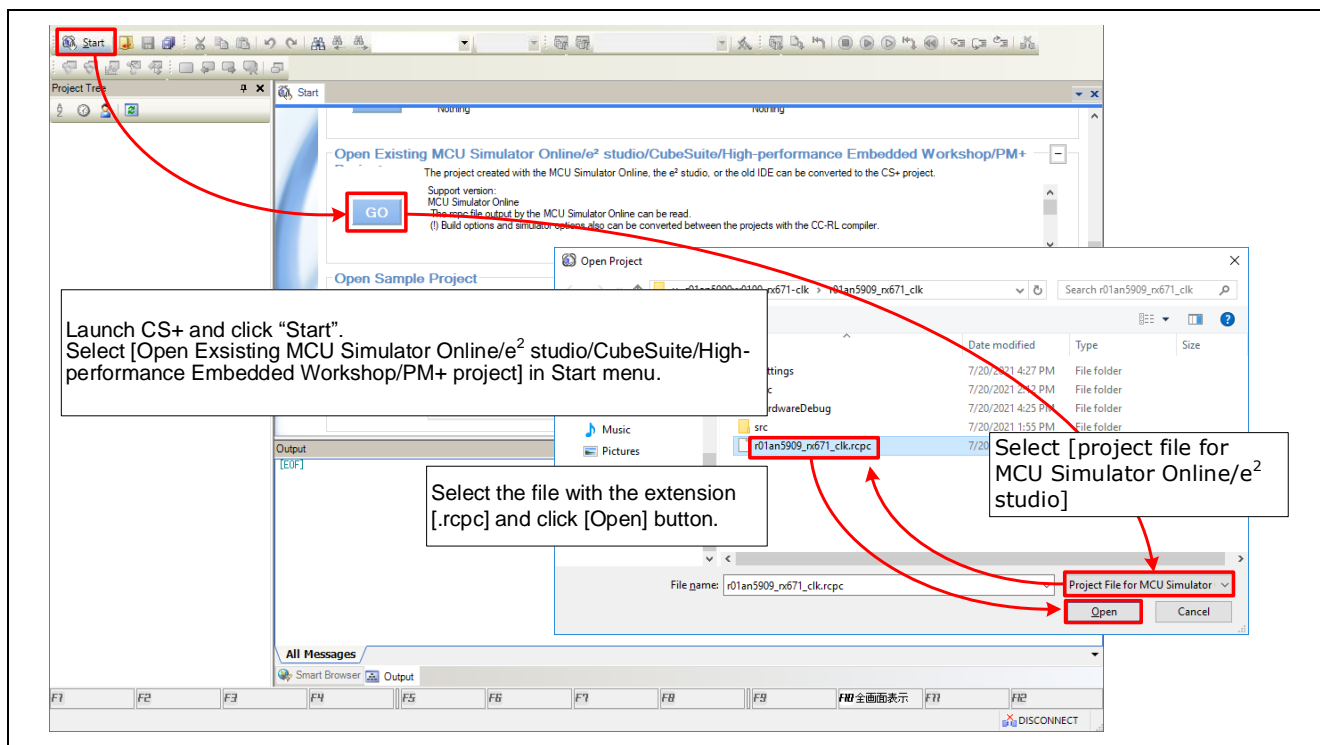 Start
Project Tree
Start
Nothing
Nothing
Open Existing MCU Simulator Online/e² studio/CubeSuite/High-performance Embedded Workshop/PM+
The project created with the MCU Simulator Online, the e² studio, or the old IDE can be converted to the CS+ project.
GO
Support version:
MCU Simulator Online
The rcpc file output by the MCU Simulator Online can be read.
(!) Build options and simulator options also can be converted between the projects with the CC-RL compiler.
Open Sample Project
Launch CS+ and click “Start”.
Select [Open Exsisting MCU Simulator Online/e² studio/CubeSuite/High-
performance Embedded Workshop/PM+ project] in Start menu.
Open Project
r01an5909_rx671_clk
Search r01an5909_rx671_clk
Date modified
Type
Size
ttings
7/20/2021 4:27 PM
File folder
c
7/20/2021 2:12 PM
File folder
rdwareDebug
7/20/2021 4:25 PM
File folder
src
7/20/2021 1:55 PM
File folder
r01an5909_rx671_clk.rcpc
7/20
Music
Pictures
Select [project file for
MCU Simulator Online/e²
studio]
Select the file with the extension
[.rcpc] and click [Open] button.
Output
[EOF]
File name:
r01an5909_rx671_clk.rcpc
Project File for MCU Simulator
Open
Cancel
All Messages
Smart Browser
Output
F1
F2
F3
F4
F5
F6
F7
F8
F9
F10 全画面表示
F11
F12
DISCONNECT